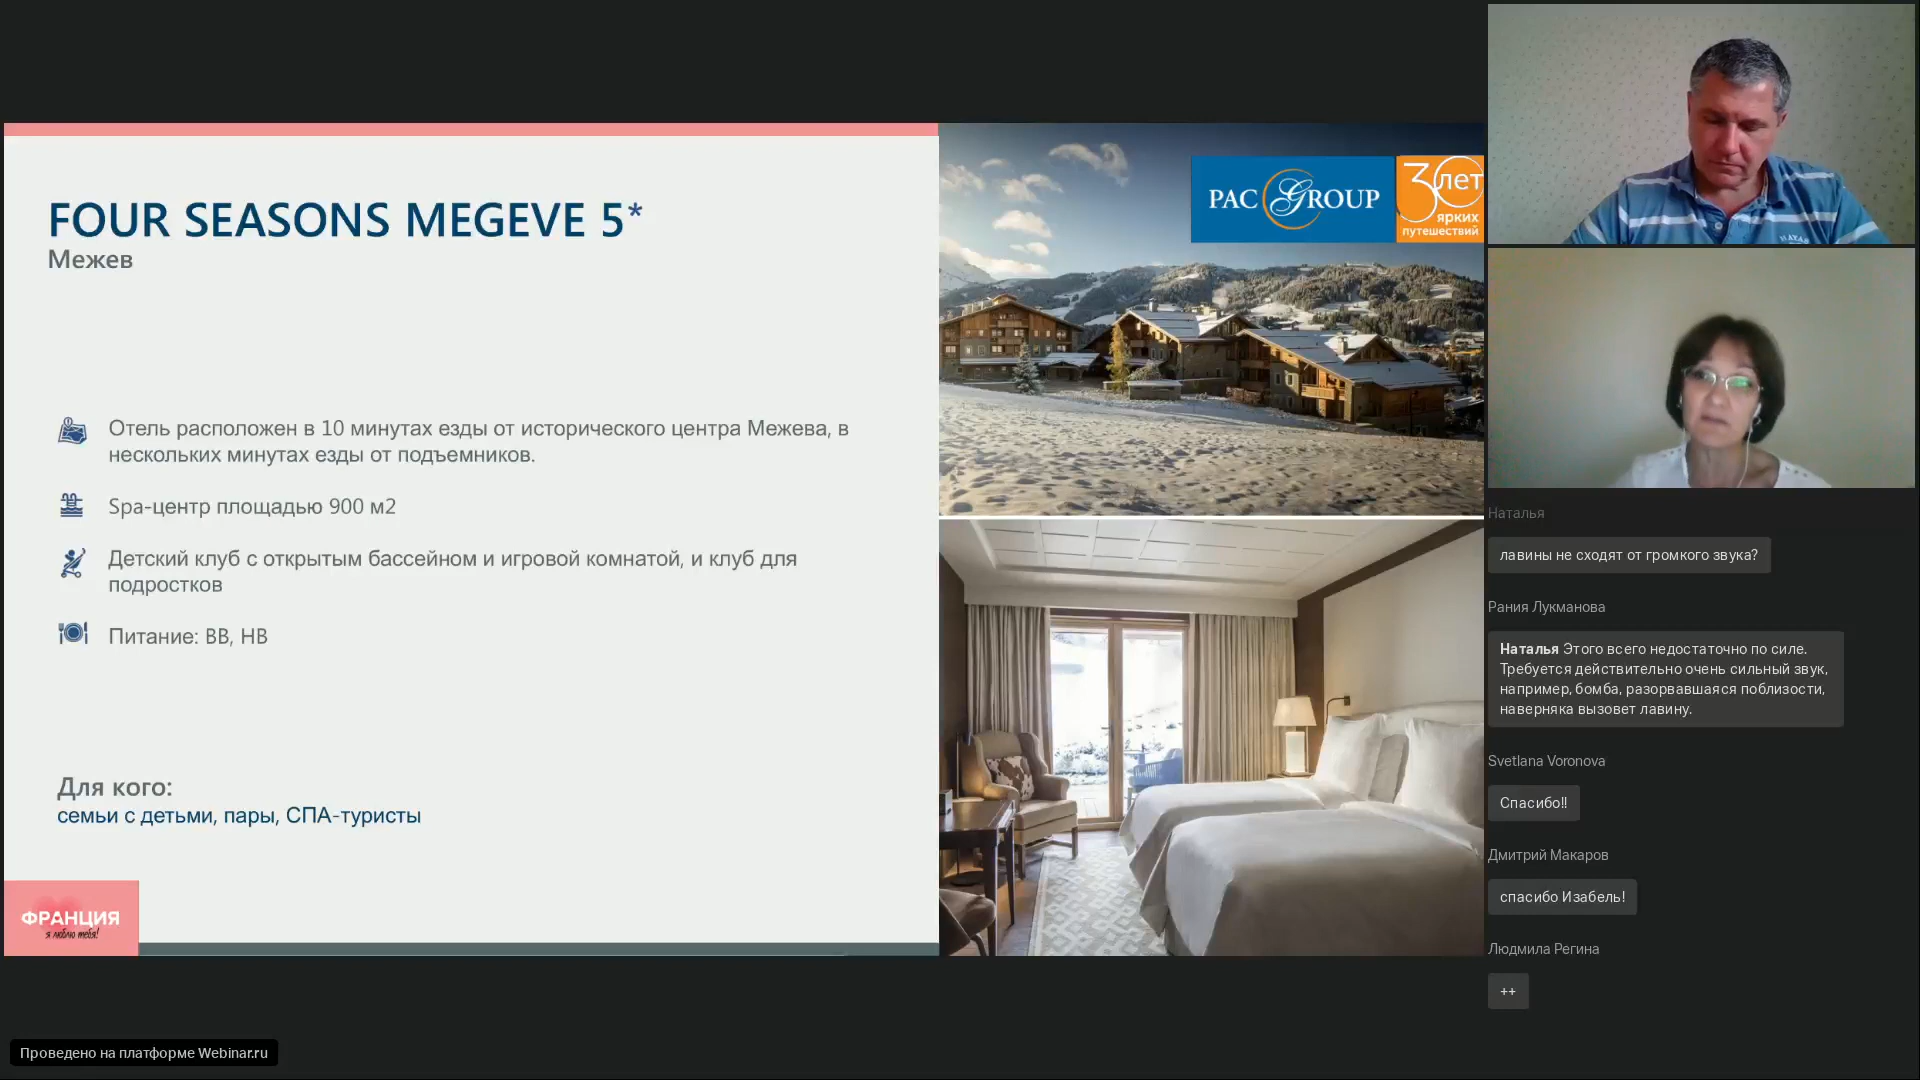 FOUR SEASONS MEGEVE 5*
Межев
Отель расположен в 10 минутах езды от исторического центра Межева, в
нескольких минутах езды от подъемников.
Spa-центр площадью 900 м2
Детский клуб с открытым бассейном и игровой комнатой, и клуб для
подростков
Питание: BB, HB
Для кого:
семьи с детьми, пары, СПА-туристы
ФРАНЦИЯ
я люблю тебя!
PAC GROUP
30 лет
ярких
путешествий
Наталья
лавины не сходят от громкого звука?
Рания Лукманова
Наталья Этого всего недостаточно по силе.
Требуется действительно очень сильный звук,
например, бомба, разорвавшаяся поблизости,
наверняка вызовет лавину.
Svetlana Voronova
Спасибо!!
Дмитрий Макаров
спасибо Изабель!
Людмила Регина
++
Проведено на платформе Webinar.ru